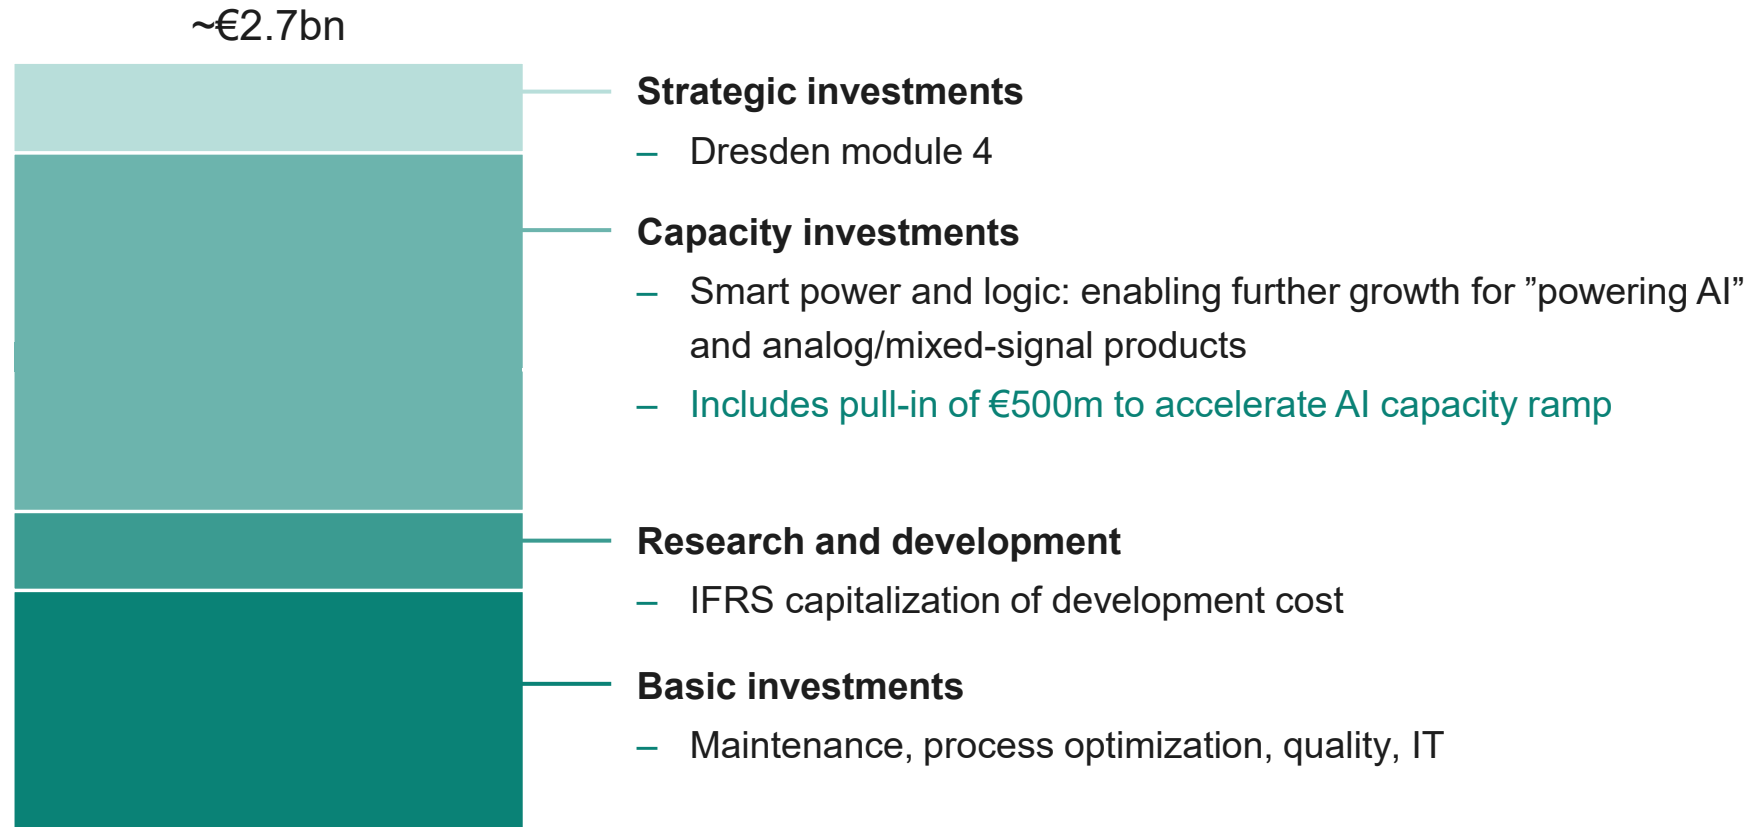 ~€2.7bn
Strategic investments
– Dresden module 4
Capacity investments
– Smart power and logic: enabling further growth for ”powering AI”
and analog/mixed-signal products
– Includes pull-in of €500m to accelerate AI capacity ramp
Research and development
– IFRS capitalization of development cost
Basic investments
– Maintenance, process optimization, quality, IT